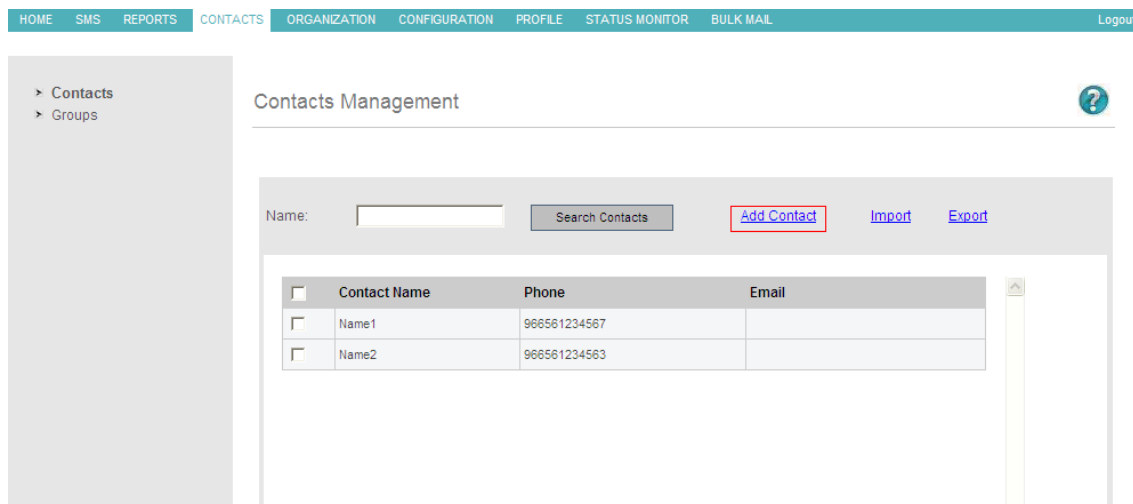 HOME SMS REPORTS CONTACTS ORGANIZATION CONFIGURATION PROFILE STATUS MONITOR BULK MAIL Logou
Contacts
Groups
Contacts Management
?
Name: Search Contacts Add Contact Import Export
Contact Name Phone Email
Name1 966561234567
Name2 966561234563